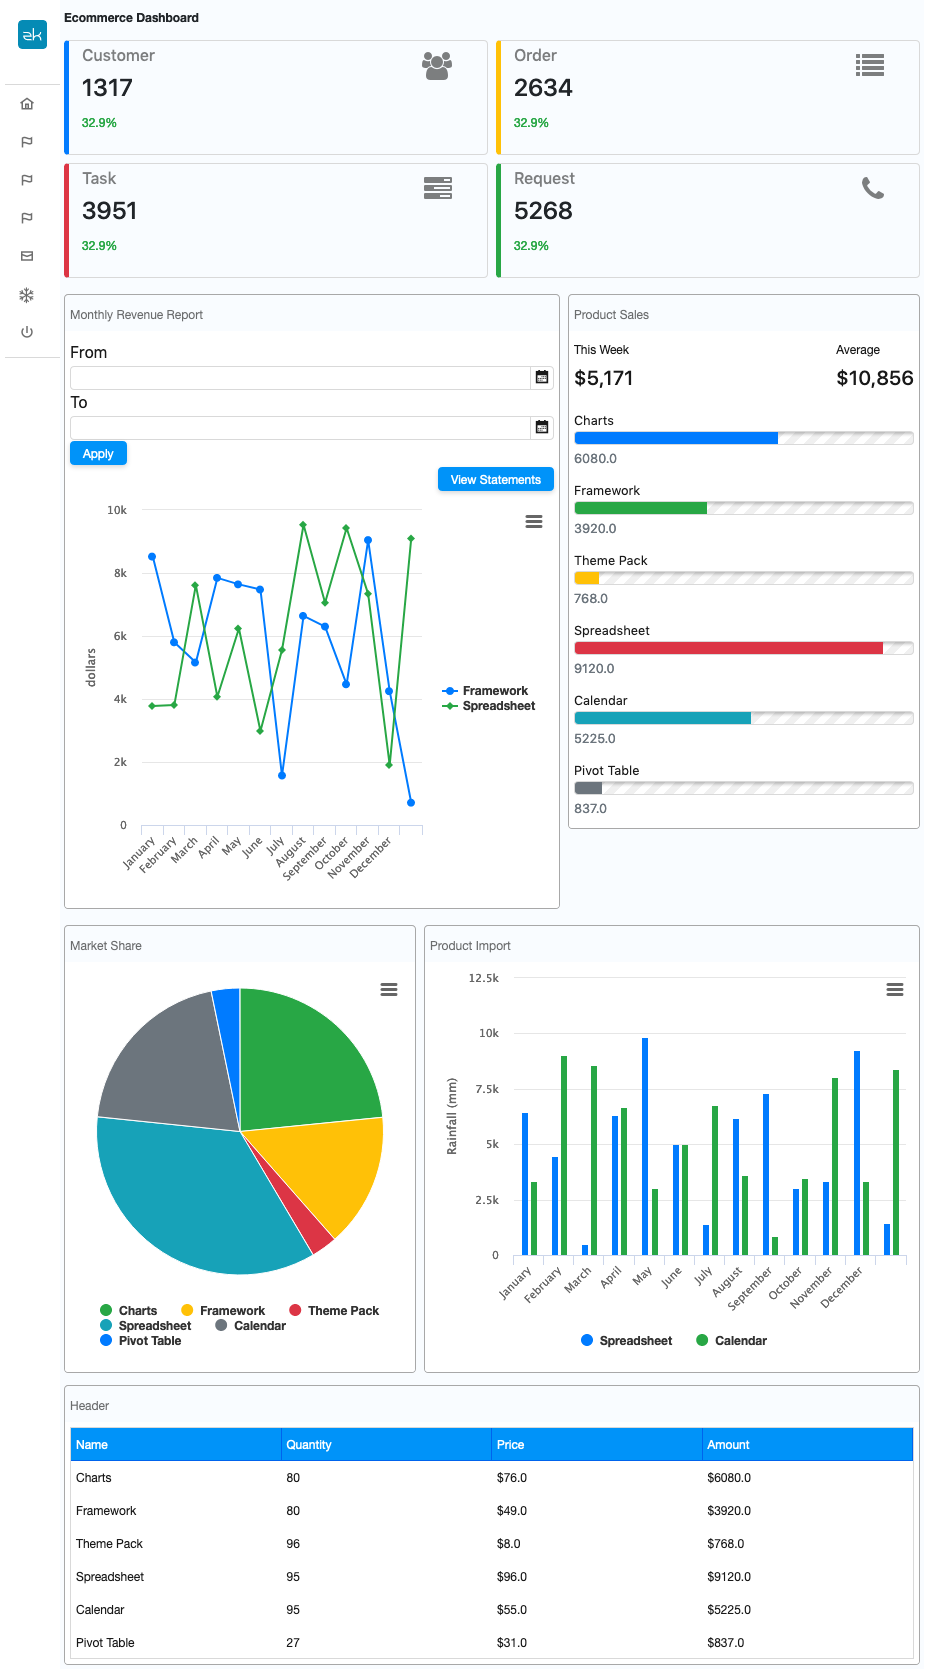 zk
Ecommerce Dashboard
Customer
1317
32.9%
Order
2634
32.9%
Task
3951
32.9%
Request
5268
32.9%
Monthly Revenue Report
From
To
Apply
View Statements
10k
8k
6k
4k
2k
0
dollars
January
February
March
April
May
June
July
August
September
October
November
December
Framework
Spreadsheet
Product Sales
This Week Average
$5,171 $10,856
Charts
6080.0
Framework
3920.0
Theme Pack
768.0
Spreadsheet
9120.0
Calendar
5225.0
Pivot Table
837.0
Market Share
Charts Framework Theme Pack
Spreadsheet Calendar
Pivot Table
Product Import
12.5k
10k
7.5k
5k
2.5k
0
Rainfall (mm)
January
February
March
April
May
June
July
August
September
October
November
December
Spreadsheet Calendar
Header
Name Quantity Price Amount
Charts 80 $76.0 $6080.0
Framework 80 $49.0 $3920.0
Theme Pack 96 $8.0 $768.0
Spreadsheet 95 $96.0 $9120.0
Calendar 95 $55.0 $5225.0
Pivot Table 27 $31.0 $837.0